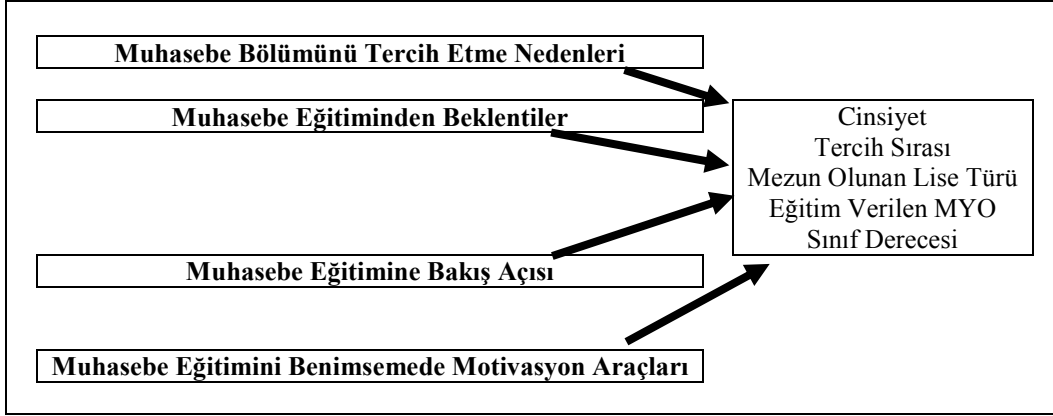 Muhasebe Bölümünü Tercih Etme Nedenleri
Muhasebe Eğitiminden Beklentiler
Muhasebe Eğitimine Bakış Açısı
Muhasebe Eğitimini Benimsemede Motivasyon Araçları
Cinsiyet
Tercih Sırası
Mezun Olunan Lise Türü
Eğitim Verilen MYO
Sınıf Derecesi